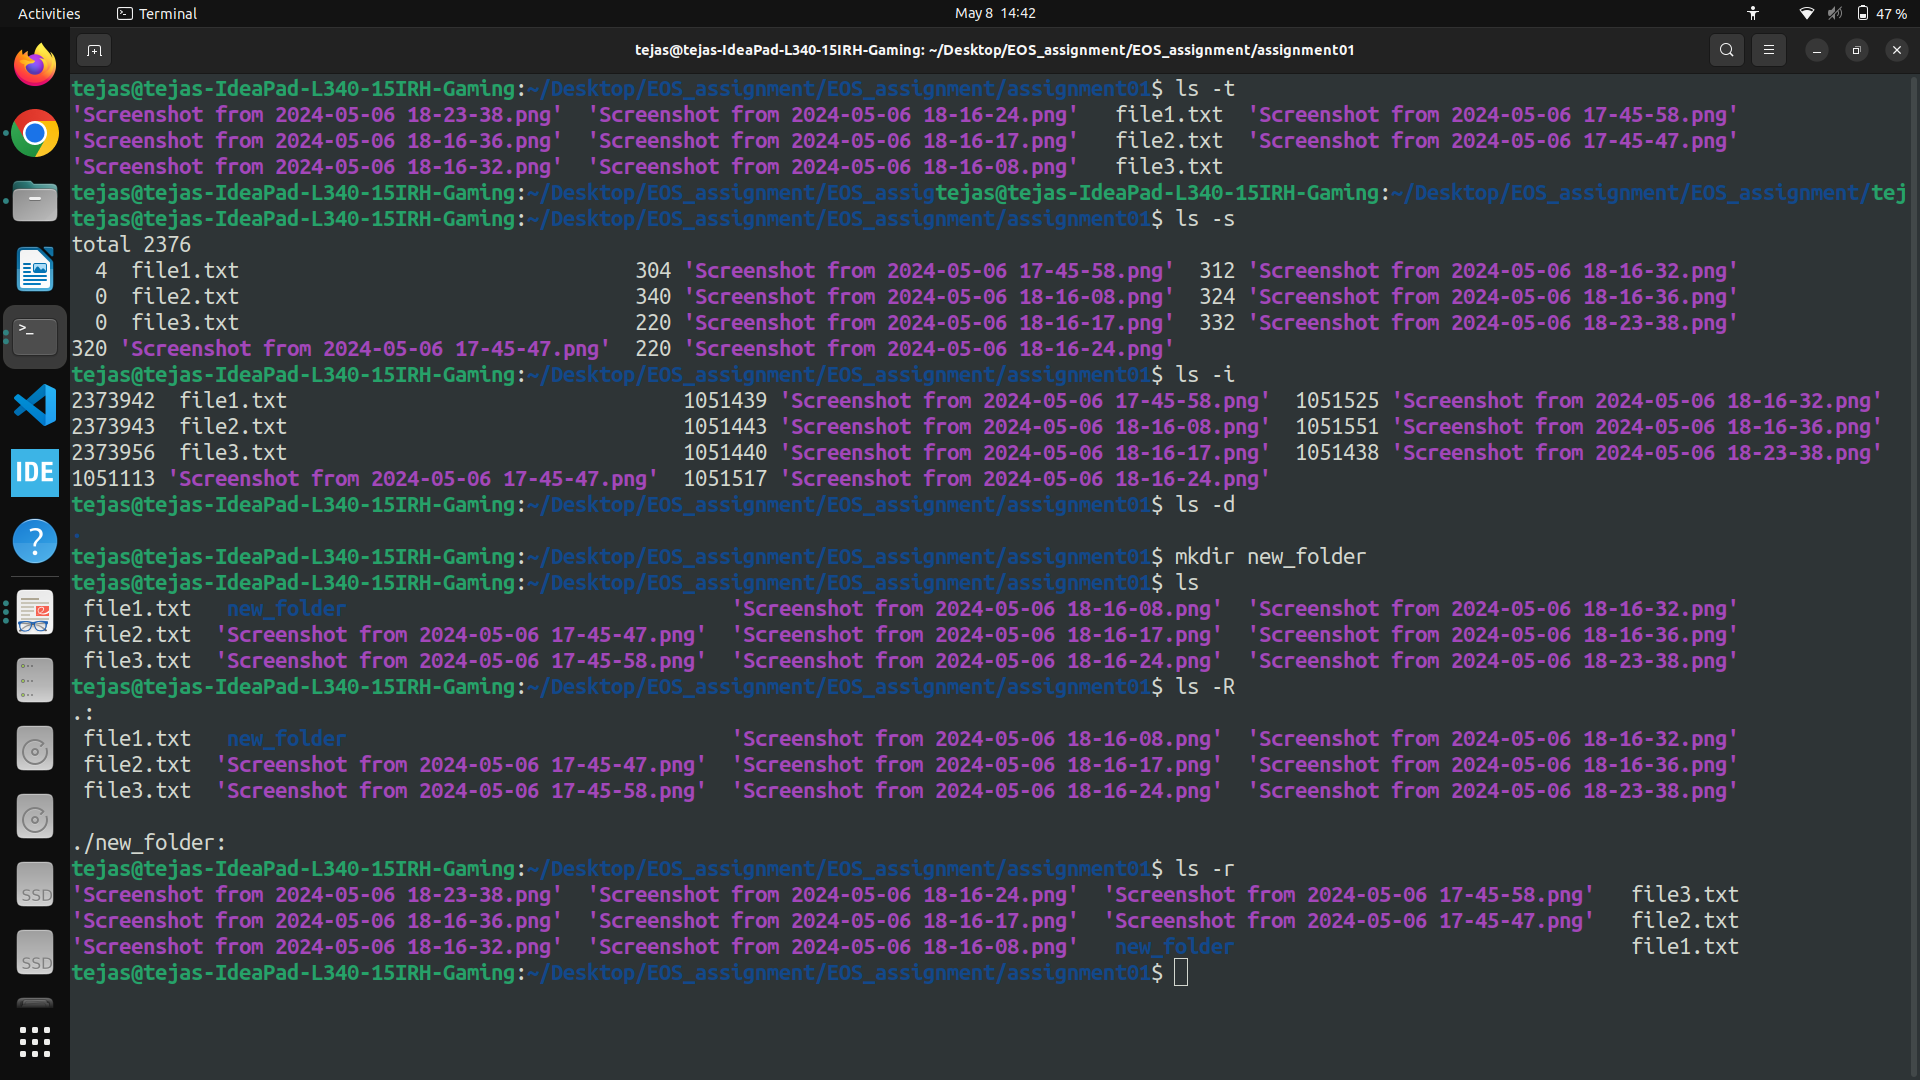 Activities Terminal May 8 14:42 47 %
tejas@tejas-IdeaPad-L340-15IRH-Gaming: ~/Desktop/EOS_assignment/EOS_assignment/assignment01
tejas@tejas-IdeaPad-L340-15IRH-Gaming:~/Desktop/EOS_assignment/EOS_assignment/assignment01$ ls -t
'Screenshot from 2024-05-06 18-23-38.png' 'Screenshot from 2024-05-06 18-16-24.png' file1.txt 'Screenshot from 2024-05-06 17-45-58.png'
'Screenshot from 2024-05-06 18-16-36.png' 'Screenshot from 2024-05-06 18-16-17.png' file2.txt 'Screenshot from 2024-05-06 17-45-47.png'
'Screenshot from 2024-05-06 18-16-32.png' 'Screenshot from 2024-05-06 18-16-08.png' file3.txt
tejas@tejas-IdeaPad-L340-15IRH-Gaming:~/Desktop/EOS_assignment/EOS_assigtejas@tejas-IdeaPad-L340-15IRH-Gaming:~/Desktop/EOS_assignment/EOS_assignment/tej
tejas@tejas-IdeaPad-L340-15IRH-Gaming:~/Desktop/EOS_assignment/EOS_assignment/assignment01$ ls -s
total 2376
4 file1.txt 304 'Screenshot from 2024-05-06 17-45-58.png' 312 'Screenshot from 2024-05-06 18-16-32.png'
0 file2.txt 340 'Screenshot from 2024-05-06 18-16-08.png' 324 'Screenshot from 2024-05-06 18-16-36.png'
0 file3.txt 220 'Screenshot from 2024-05-06 18-16-17.png' 332 'Screenshot from 2024-05-06 18-23-38.png'
320 'Screenshot from 2024-05-06 17-45-47.png' 220 'Screenshot from 2024-05-06 18-16-24.png'
tejas@tejas-IdeaPad-L340-15IRH-Gaming:~/Desktop/EOS_assignment/EOS_assignment/assignment01$ ls -i
2373942 file1.txt 1051439 'Screenshot from 2024-05-06 17-45-58.png' 1051525 'Screenshot from 2024-05-06 18-16-32.png'
2373943 file2.txt 1051443 'Screenshot from 2024-05-06 18-16-08.png' 1051551 'Screenshot from 2024-05-06 18-16-36.png'
2373956 file3.txt 1051440 'Screenshot from 2024-05-06 18-16-17.png' 1051438 'Screenshot from 2024-05-06 18-23-38.png'
1051113 'Screenshot from 2024-05-06 17-45-47.png' 1051517 'Screenshot from 2024-05-06 18-16-24.png'
tejas@tejas-IdeaPad-L340-15IRH-Gaming:~/Desktop/EOS_assignment/EOS_assignment/assignment01$ ls -d
.
tejas@tejas-IdeaPad-L340-15IRH-Gaming:~/Desktop/EOS_assignment/EOS_assignment/assignment01$ mkdir new_folder
tejas@tejas-IdeaPad-L340-15IRH-Gaming:~/Desktop/EOS_assignment/EOS_assignment/assignment01$ ls
file1.txt new_folder 'Screenshot from 2024-05-06 18-16-08.png' 'Screenshot from 2024-05-06 18-16-32.png'
file2.txt 'Screenshot from 2024-05-06 17-45-47.png' 'Screenshot from 2024-05-06 18-16-17.png' 'Screenshot from 2024-05-06 18-16-36.png'
file3.txt 'Screenshot from 2024-05-06 17-45-58.png' 'Screenshot from 2024-05-06 18-16-24.png' 'Screenshot from 2024-05-06 18-23-38.png'
tejas@tejas-IdeaPad-L340-15IRH-Gaming:~/Desktop/EOS_assignment/EOS_assignment/assignment01$ ls -R
.:
file1.txt new_folder 'Screenshot from 2024-05-06 18-16-08.png' 'Screenshot from 2024-05-06 18-16-32.png'
file2.txt 'Screenshot from 2024-05-06 17-45-47.png' 'Screenshot from 2024-05-06 18-16-17.png' 'Screenshot from 2024-05-06 18-16-36.png'
file3.txt 'Screenshot from 2024-05-06 17-45-58.png' 'Screenshot from 2024-05-06 18-16-24.png' 'Screenshot from 2024-05-06 18-23-38.png'
./new_folder:
tejas@tejas-IdeaPad-L340-15IRH-Gaming:~/Desktop/EOS_assignment/EOS_assignment/assignment01$ ls -r
'Screenshot from 2024-05-06 18-23-38.png' 'Screenshot from 2024-05-06 18-16-24.png' 'Screenshot from 2024-05-06 17-45-58.png' file3.txt
'Screenshot from 2024-05-06 18-16-36.png' 'Screenshot from 2024-05-06 18-16-17.png' 'Screenshot from 2024-05-06 17-45-47.png' file2.txt
'Screenshot from 2024-05-06 18-16-32.png' 'Screenshot from 2024-05-06 18-16-08.png' new_folder file1.txt
tejas@tejas-IdeaPad-L340-15IRH-Gaming:~/Desktop/EOS_assignment/EOS_assignment/assignment01$
IDE
SSD
SSD